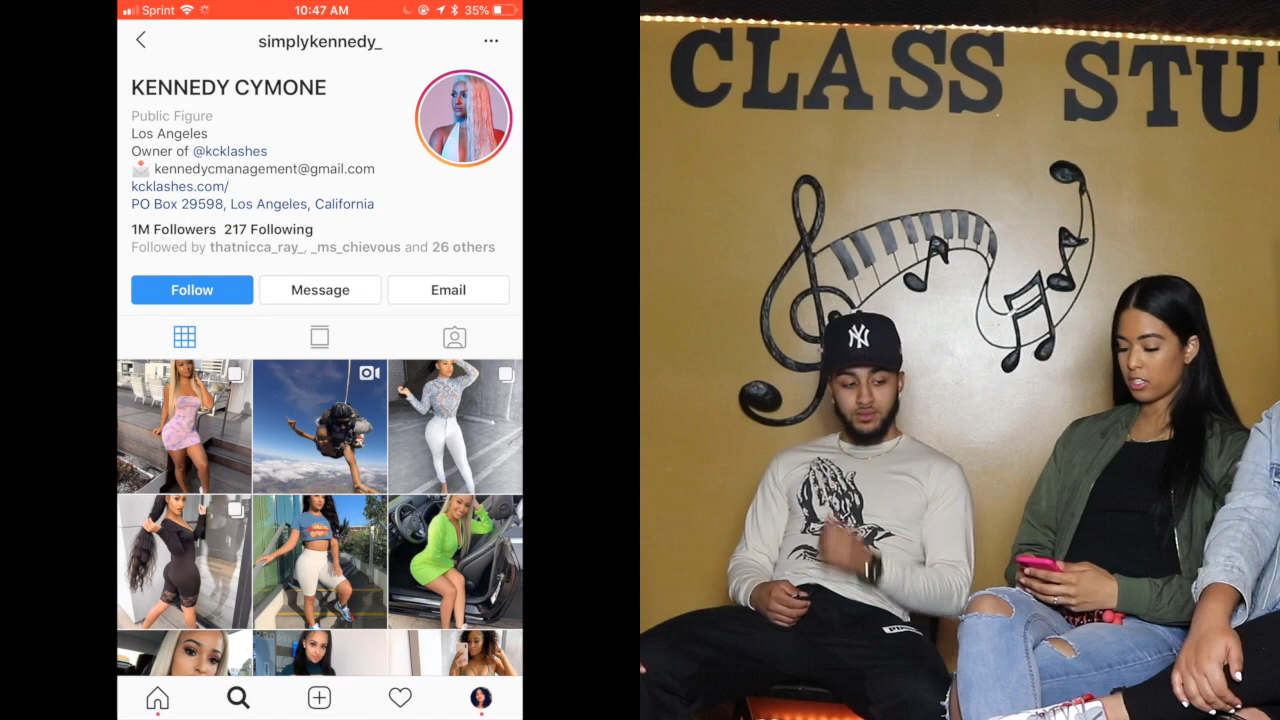 Sprint 10:47 AM 35%
simplykennedy_
KENNEDY CYMONE
Public Figure
Los Angeles
Owner of @kcklashes
kennedycmanagement@gmail.com
kcklashes.com/
PO Box 29598, Los Angeles, California
1M Followers 217 Following
Followed by thatnicca_ray_, _ms_chievous and 26 others
Follow Message Email
CLASS STU
NY
PUMA